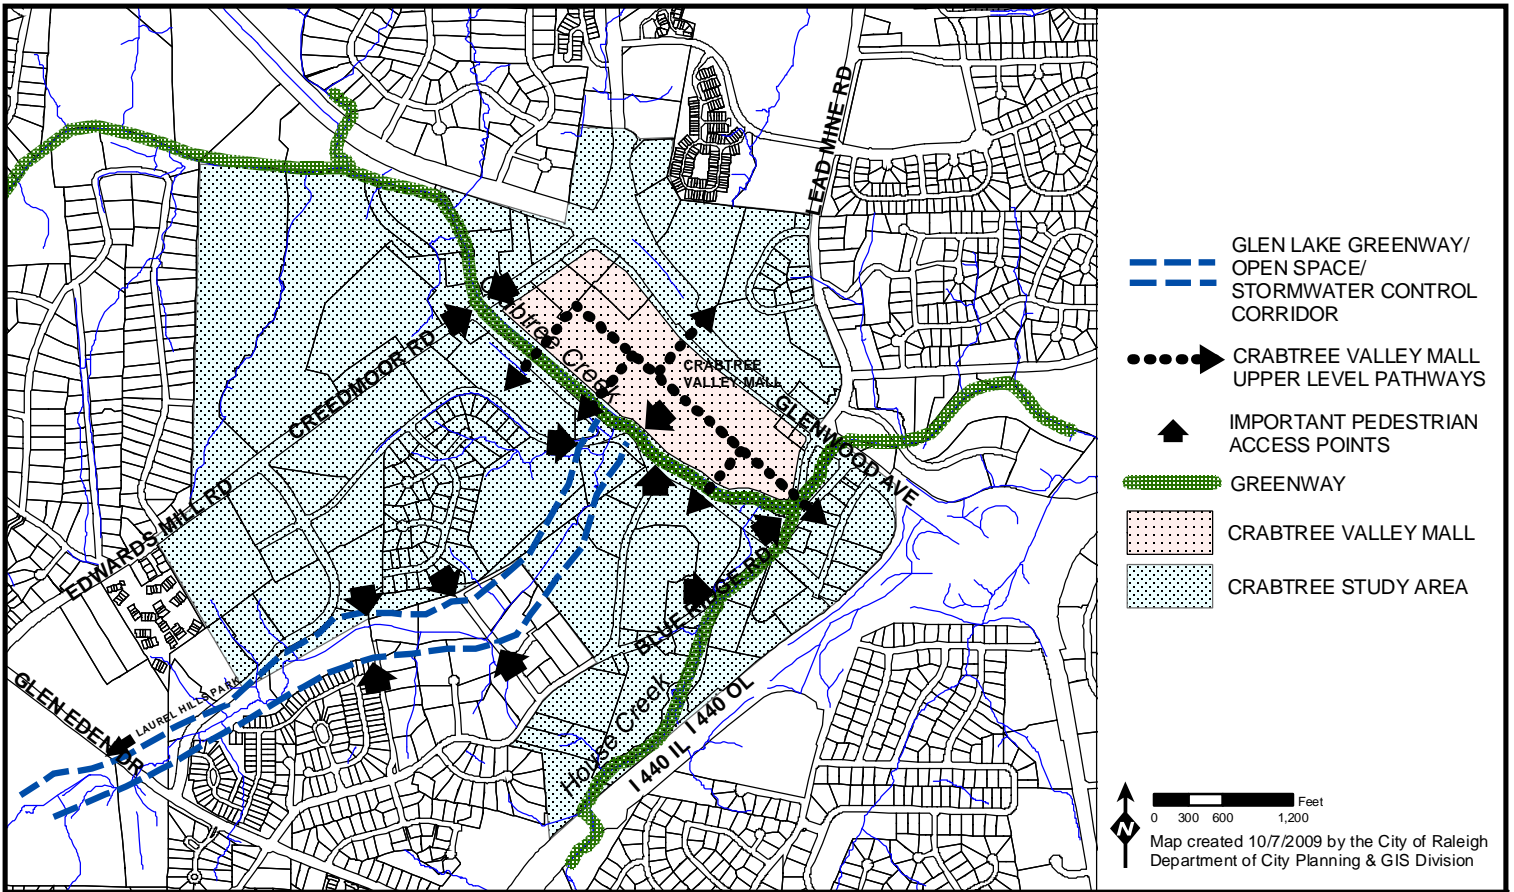 LEAD MINE RD
Crabtree Creek
CREEDMOOR RD
CRABTREE
VALLEY MALL
GLENWOOD AVE
EDWARDS MILL RD
BLUE RIDGE RD
GLEN EDEN DR
LAUREL HILLS PARK
House Creek
I 440 IL
I 440 OL
GLEN LAKE GREENWAY/
OPEN SPACE/
STORMWATER CONTROL
CORRIDOR
CRABTREE VALLEY MALL
UPPER LEVEL PATHWAYS
IMPORTANT PEDESTRIAN
ACCESS POINTS
GREENWAY
CRABTREE VALLEY MALL
CRABTREE STUDY AREA
N
Feet
0 300 600 1,200
Map created 10/7/2009 by the City of Raleigh
Department of City Planning & GIS Division